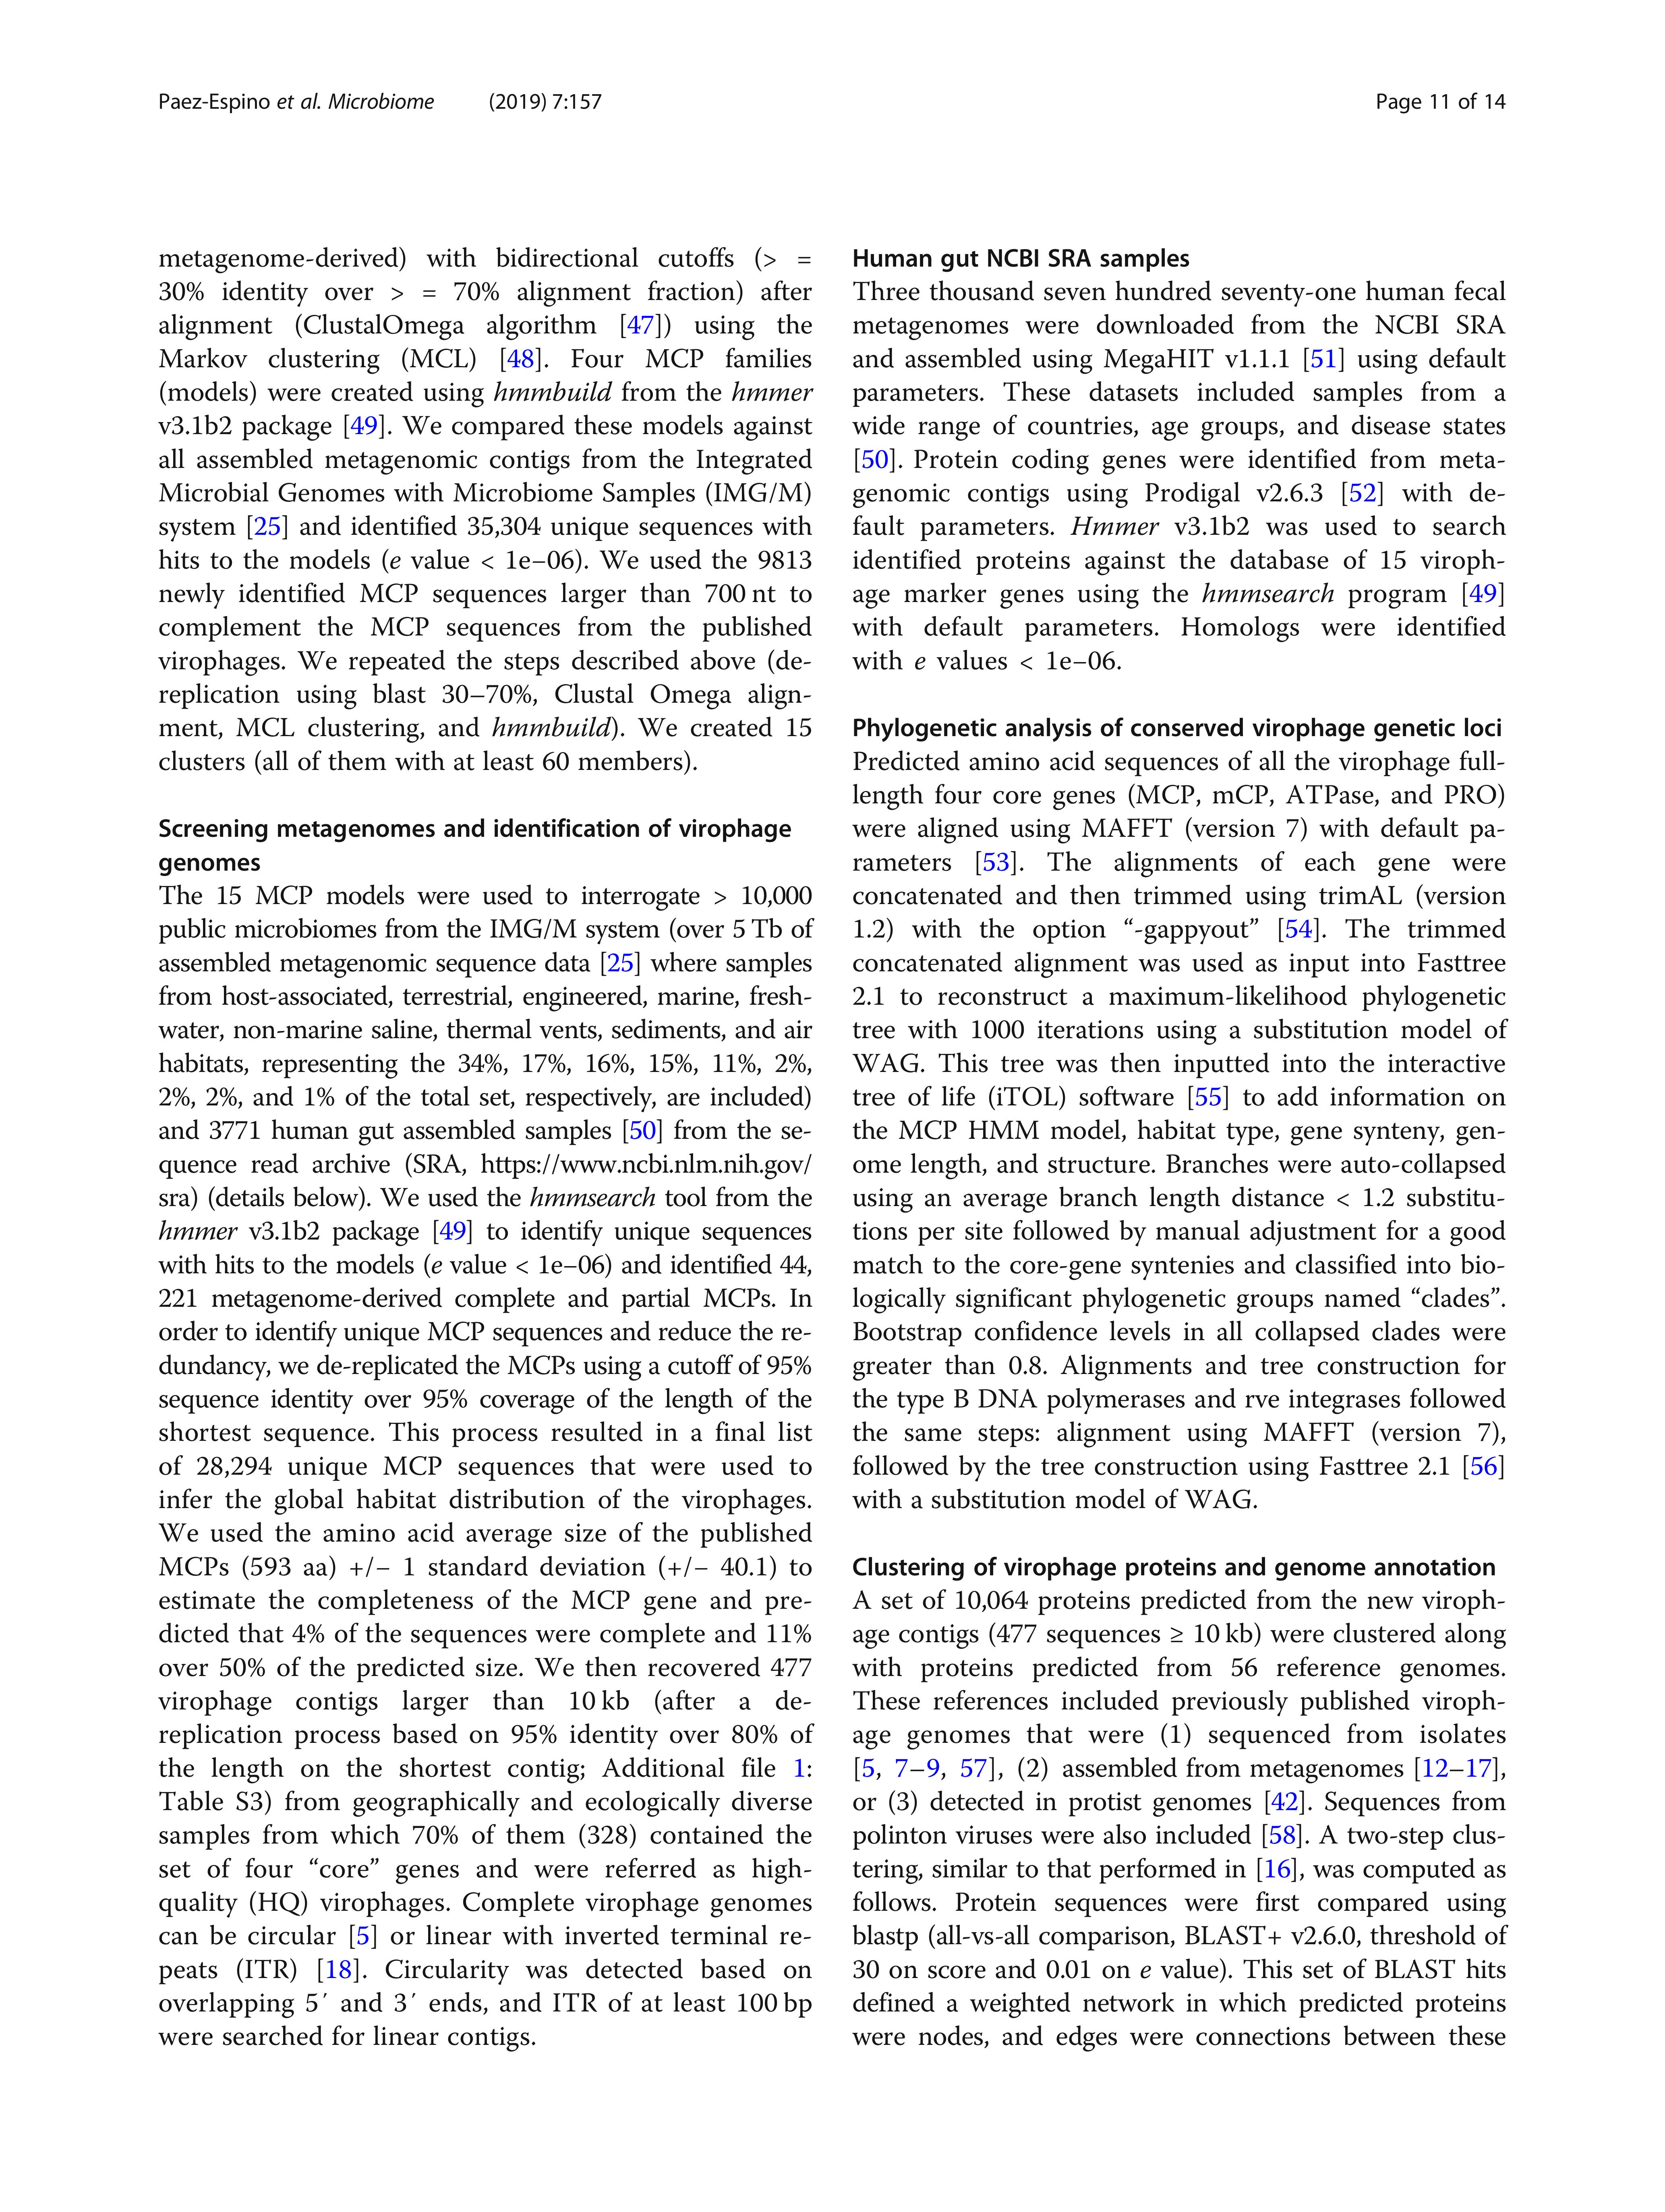 Paez-Espino et al. Microbiome (2019) 7:157 Page 11 of 14
metagenome-derived) with bidirectional cutoffs (> =
30% identity over > = 70% alignment fraction) after
alignment (ClustalOmega algorithm [47]) using the
Markov clustering (MCL) [48]. Four MCP families
(models) were created using hmmbuild from the hmmer
v3.1b2 package [49]. We compared these models against
all assembled metagenomic contigs from the Integrated
Microbial Genomes with Microbiome Samples (IMG/M)
system [25] and identified 35,304 unique sequences with
hits to the models (e value < 1e−06). We used the 9813
newly identified MCP sequences larger than 700 nt to
complement the MCP sequences from the published
virophages. We repeated the steps described above (de-
replication using blast 30–70%, Clustal Omega align-
ment, MCL clustering, and hmmbuild). We created 15
clusters (all of them with at least 60 members).
Screening metagenomes and identification of virophage
genomes
The 15 MCP models were used to interrogate > 10,000
public microbiomes from the IMG/M system (over 5 Tb of
assembled metagenomic sequence data [25] where samples
from host-associated, terrestrial, engineered, marine, fresh-
water, non-marine saline, thermal vents, sediments, and air
habitats, representing the 34%, 17%, 16%, 15%, 11%, 2%,
2%, 2%, and 1% of the total set, respectively, are included)
and 3771 human gut assembled samples [50] from the se-
quence read archive (SRA, https://www.ncbi.nlm.nih.gov/
sra) (details below). We used the hmmsearch tool from the
hmmer v3.1b2 package [49] to identify unique sequences
with hits to the models (e value < 1e−06) and identified 44,
221 metagenome-derived complete and partial MCPs. In
order to identify unique MCP sequences and reduce the re-
dundancy, we de-replicated the MCPs using a cutoff of 95%
sequence identity over 95% coverage of the length of the
shortest sequence. This process resulted in a final list
of 28,294 unique MCP sequences that were used to
infer the global habitat distribution of the virophages.
We used the amino acid average size of the published
MCPs (593 aa) +/− 1 standard deviation (+/− 40.1) to
estimate the completeness of the MCP gene and pre-
dicted that 4% of the sequences were complete and 11%
over 50% of the predicted size. We then recovered 477
virophage contigs larger than 10 kb (after a de-
replication process based on 95% identity over 80% of
the length on the shortest contig; Additional file 1:
Table S3) from geographically and ecologically diverse
samples from which 70% of them (328) contained the
set of four “core” genes and were referred as high-
quality (HQ) virophages. Complete virophage genomes
can be circular [5] or linear with inverted terminal re-
peats (ITR) [18]. Circularity was detected based on
overlapping 5′ and 3′ ends, and ITR of at least 100 bp
were searched for linear contigs.
Human gut NCBI SRA samples
Three thousand seven hundred seventy-one human fecal
metagenomes were downloaded from the NCBI SRA
and assembled using MegaHIT v1.1.1 [51] using default
parameters. These datasets included samples from a
wide range of countries, age groups, and disease states
[50]. Protein coding genes were identified from meta-
genomic contigs using Prodigal v2.6.3 [52] with de-
fault parameters. Hmmer v3.1b2 was used to search
identified proteins against the database of 15 viroph-
age marker genes using the hmmsearch program [49]
with default parameters. Homologs were identified
with e values < 1e−06.
Phylogenetic analysis of conserved virophage genetic loci
Predicted amino acid sequences of all the virophage full-
length four core genes (MCP, mCP, ATPase, and PRO)
were aligned using MAFFT (version 7) with default pa-
rameters [53]. The alignments of each gene were
concatenated and then trimmed using trimAL (version
1.2) with the option “-gappyout” [54]. The trimmed
concatenated alignment was used as input into Fasttree
2.1 to reconstruct a maximum-likelihood phylogenetic
tree with 1000 iterations using a substitution model of
WAG. This tree was then inputted into the interactive
tree of life (iTOL) software [55] to add information on
the MCP HMM model, habitat type, gene synteny, gen-
ome length, and structure. Branches were auto-collapsed
using an average branch length distance < 1.2 substitu-
tions per site followed by manual adjustment for a good
match to the core-gene syntenies and classified into bio-
logically significant phylogenetic groups named “clades”.
Bootstrap confidence levels in all collapsed clades were
greater than 0.8. Alignments and tree construction for
the type B DNA polymerases and rve integrases followed
the same steps: alignment using MAFFT (version 7),
followed by the tree construction using Fasttree 2.1 [56]
with a substitution model of WAG.
Clustering of virophage proteins and genome annotation
A set of 10,064 proteins predicted from the new viroph-
age contigs (477 sequences ≥ 10 kb) were clustered along
with proteins predicted from 56 reference genomes.
These references included previously published viroph-
age genomes that were (1) sequenced from isolates
[5, 7–9, 57], (2) assembled from metagenomes [12–17],
or (3) detected in protist genomes [42]. Sequences from
polinton viruses were also included [58]. A two-step clus-
tering, similar to that performed in [16], was computed as
follows. Protein sequences were first compared using
blastp (all-vs-all comparison, BLAST+ v2.6.0, threshold of
30 on score and 0.01 on e value). This set of BLAST hits
defined a weighted network in which predicted proteins
were nodes, and edges were connections between these